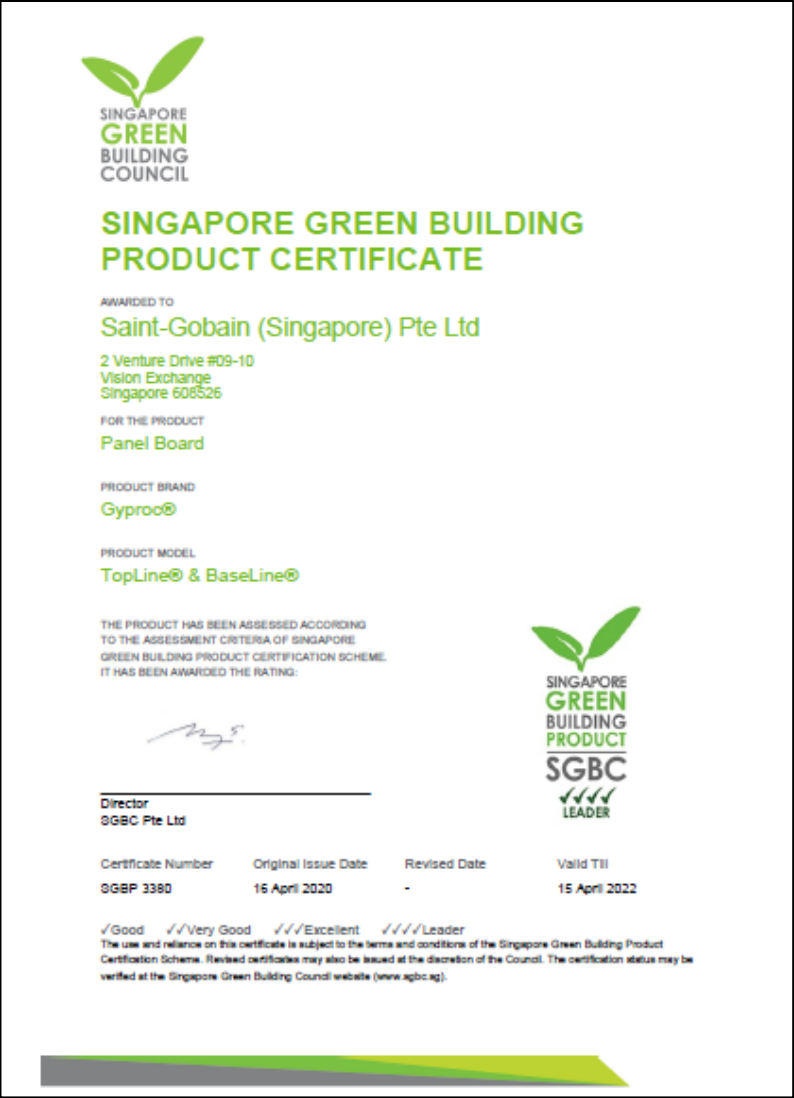 SINGAPORE
GREEN
BUILDING
COUNCIL
SINGAPORE GREEN BUILDING
PRODUCT CERTIFICATE
AWARDED TO
Saint-Gobain (Singapore) Pte Ltd
2 Venture Drive #09-10
Vision Exchange
Singapore 608526
FOR THE PRODUCT
Panel Board
PRODUCT BRAND
Gyproc®
PRODUCT MODEL
TopLine® & BaseLine®
THE PRODUCT HAS BEEN ASSESSED ACCORDING
TO THE ASSESSMENT CRITERIA OF SINGAPORE
GREEN BUILDING PRODUCT CERTIFICATION SCHEME.
IT HAS BEEN AWARDED THE RATING:
SINGAPORE
GREEN
BUILDING
PRODUCT
SGBC
✓✓✓✓
LEADER
Director
SGBC Pte Ltd
Certificate Number Original Issue Date Revised Date Valid Till
SGBP 3380 16 April 2020 - 15 April 2022
✓Good ✓✓Very Good ✓✓✓Excellent ✓✓✓✓Leader
The use and reliance on this certificate is subject to the terms and conditions of the Singapore Green Building Product
Certification Scheme. Revised certificates may also be issued at the discretion of the Council. The certification status may be
verified at the Singapore Green Building Council website (www.sgbc.sg).